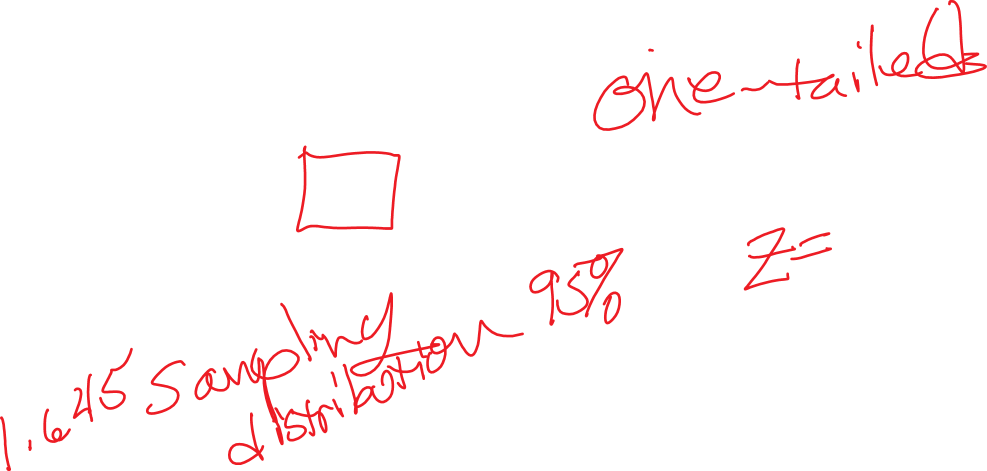 one-tailed
95% Z=
1.645 sampling
distribution